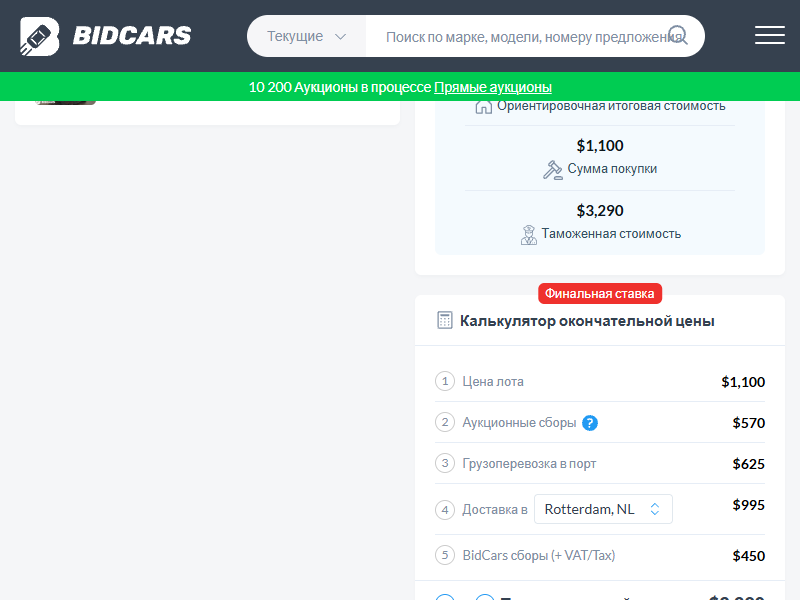 BIDCARS
Текущие
Поиск по марке, модели, номеру предложения
10 200 Аукционы в процессе Прямые аукционы
Ориентировочная итоговая стоимость
$1,100
Сумма покупки
$3,290
Таможенная стоимость
Финальная ставка
Калькулятор окончательной цены
1 Цена лота $1,100
2 Аукционные сборы ? $570
3 Грузоперевозка в порт $625
4 Доставка в Rotterdam, NL $995
5 BidCars сборы (+ VAT/Tax) $450